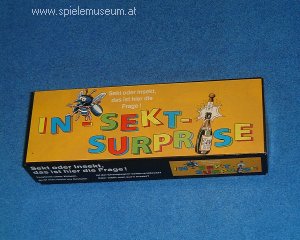 www.spielemuseum.at
Sekt oder Insekt,
das ist hier die
Frage!
IN-SEKT-
SURPRISE
Sekt oder Insekt,
das ist hier die Frage!